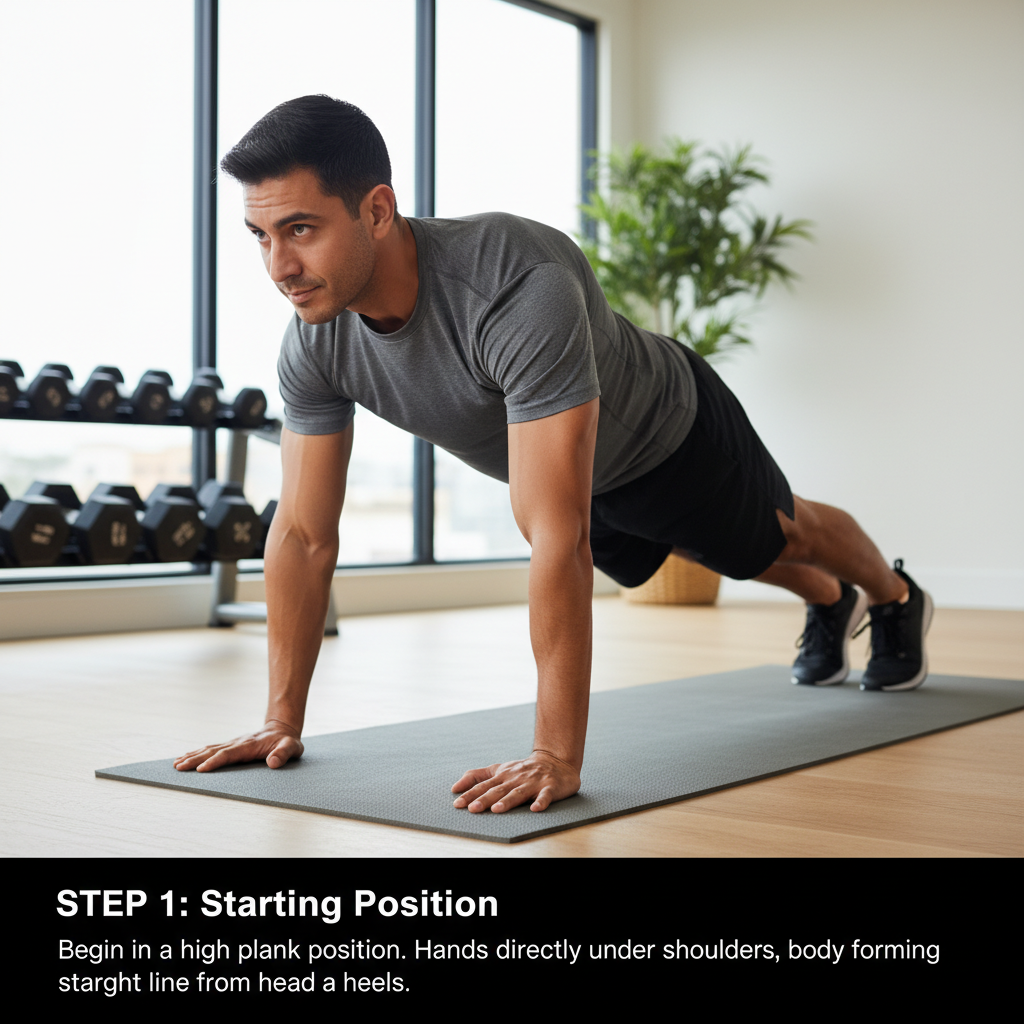 STEP 1: Starting Position
Begin in a high plank position. Hands directly under shoulders, body forming
starght line from head a heels.